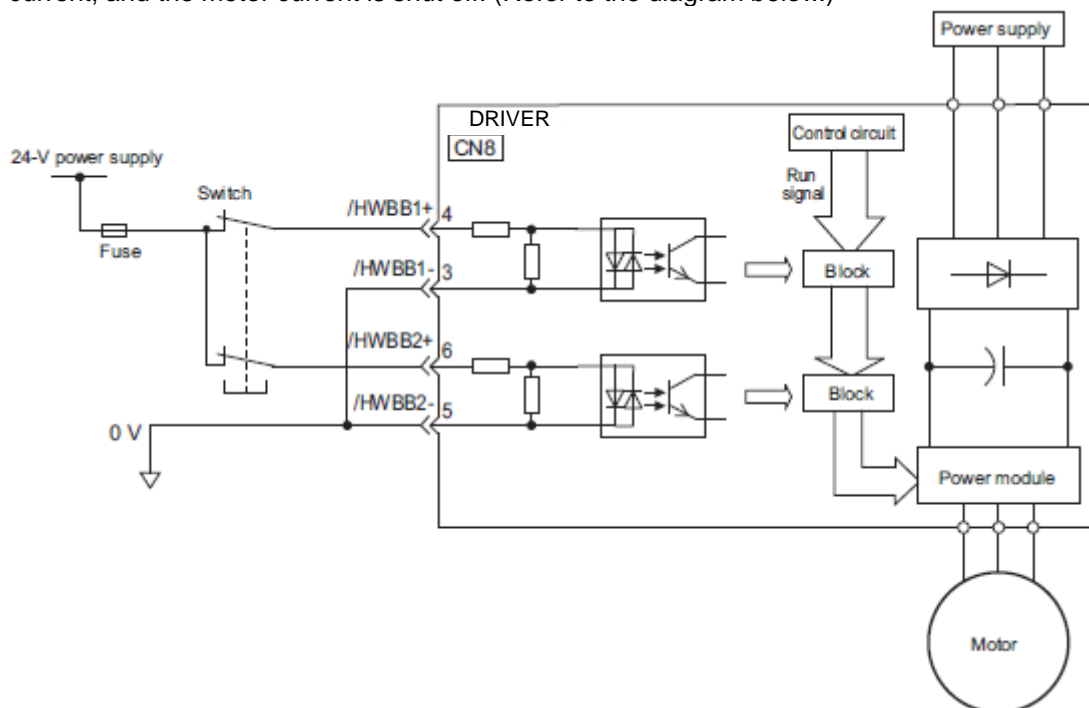 current, and the motor current is shut off. (Refer to the diagram below.)
Power supply
DRIVER
CN8
Control circuit
24-V power supply
Switch
Run
signal
/HWBB1+
4
Fuse
/HWBB1-
3
Block
/HWBB2+
6
/HWBB2-
5
Block
0 V
Power module
Motor